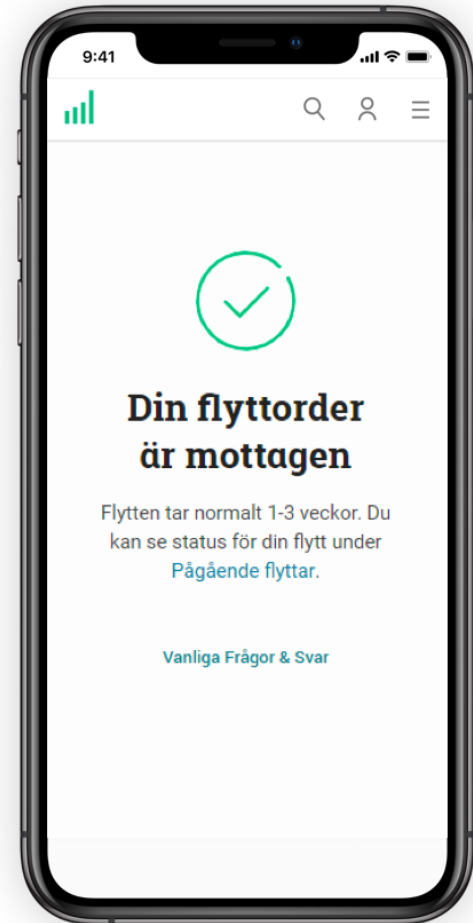 9:41
Din flyttorder
är mottagen
Flytten tar normalt 1-3 veckor. Du
kan se status för din flytt under
Pågående flyttar.
Vanliga Frågor & Svar